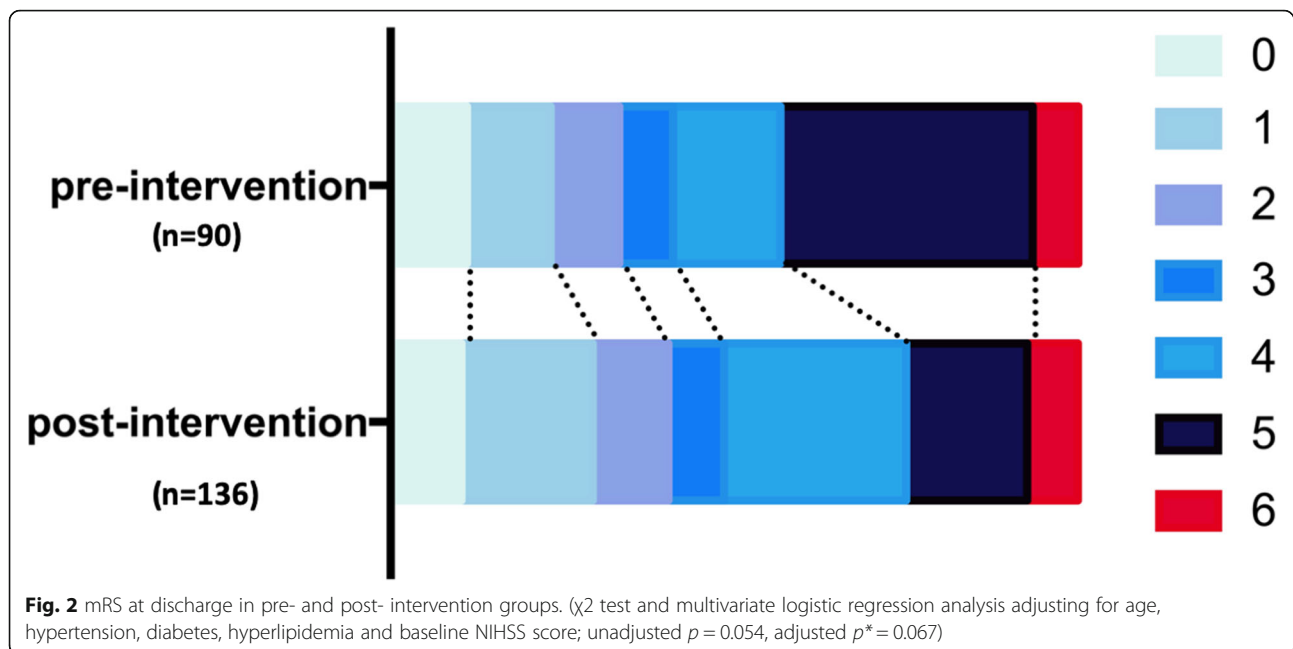 pre-intervention
(n=90)
post-intervention
(n=136)
0
1
2
3
4
5
6
Fig. 2 mRS at discharge in pre- and post- intervention groups. (χ2 test and multivariate logistic regression analysis adjusting for age,
hypertension, diabetes, hyperlipidemia and baseline NIHSS score; unadjusted p = 0.054, adjusted p* = 0.067)